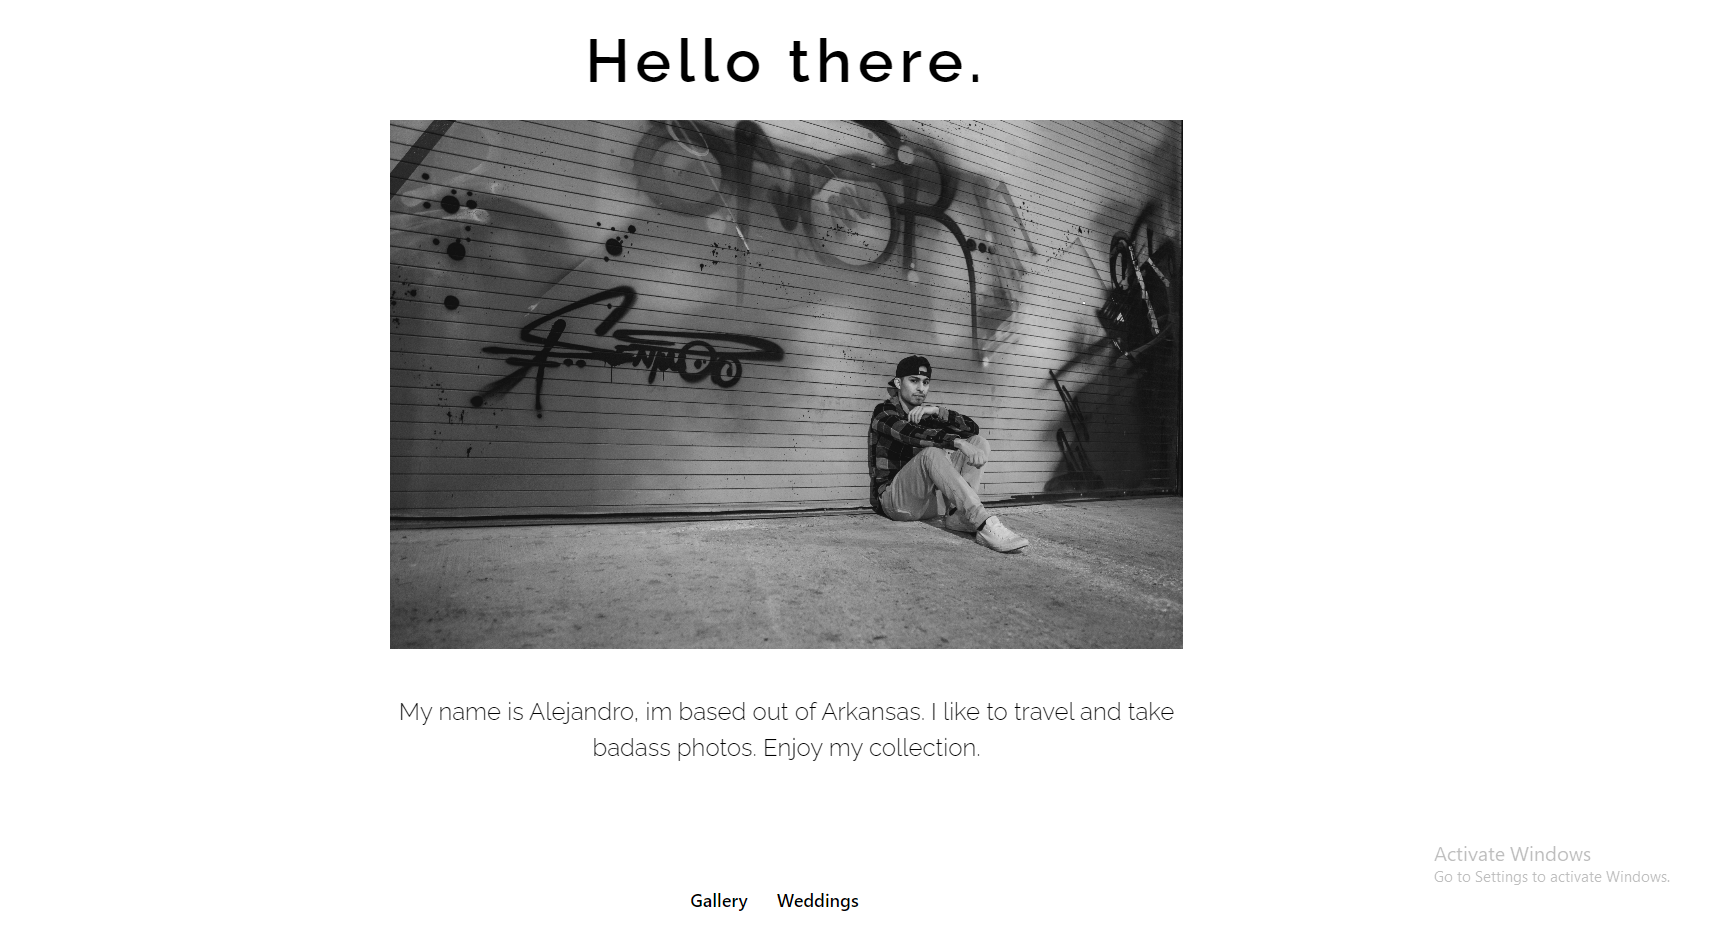 Hello there.
My name is Alejandro, im based out of Arkansas. I like to travel and take
badass photos. Enjoy my collection.
Activate Windows
Go to Settings to activate Windows.
Gallery Weddings